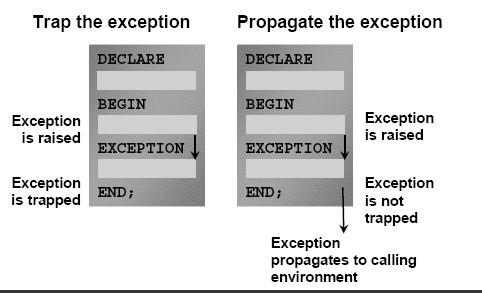 Trap the exception
Propagate the exception
DECLARE
BEGIN
Exception
is raised
EXCEPTION
Exception
is trapped
END;
DECLARE
BEGIN
Exception
is raised
EXCEPTION
Exception
is not
trapped
END;
Exception
propagates to calling
environment